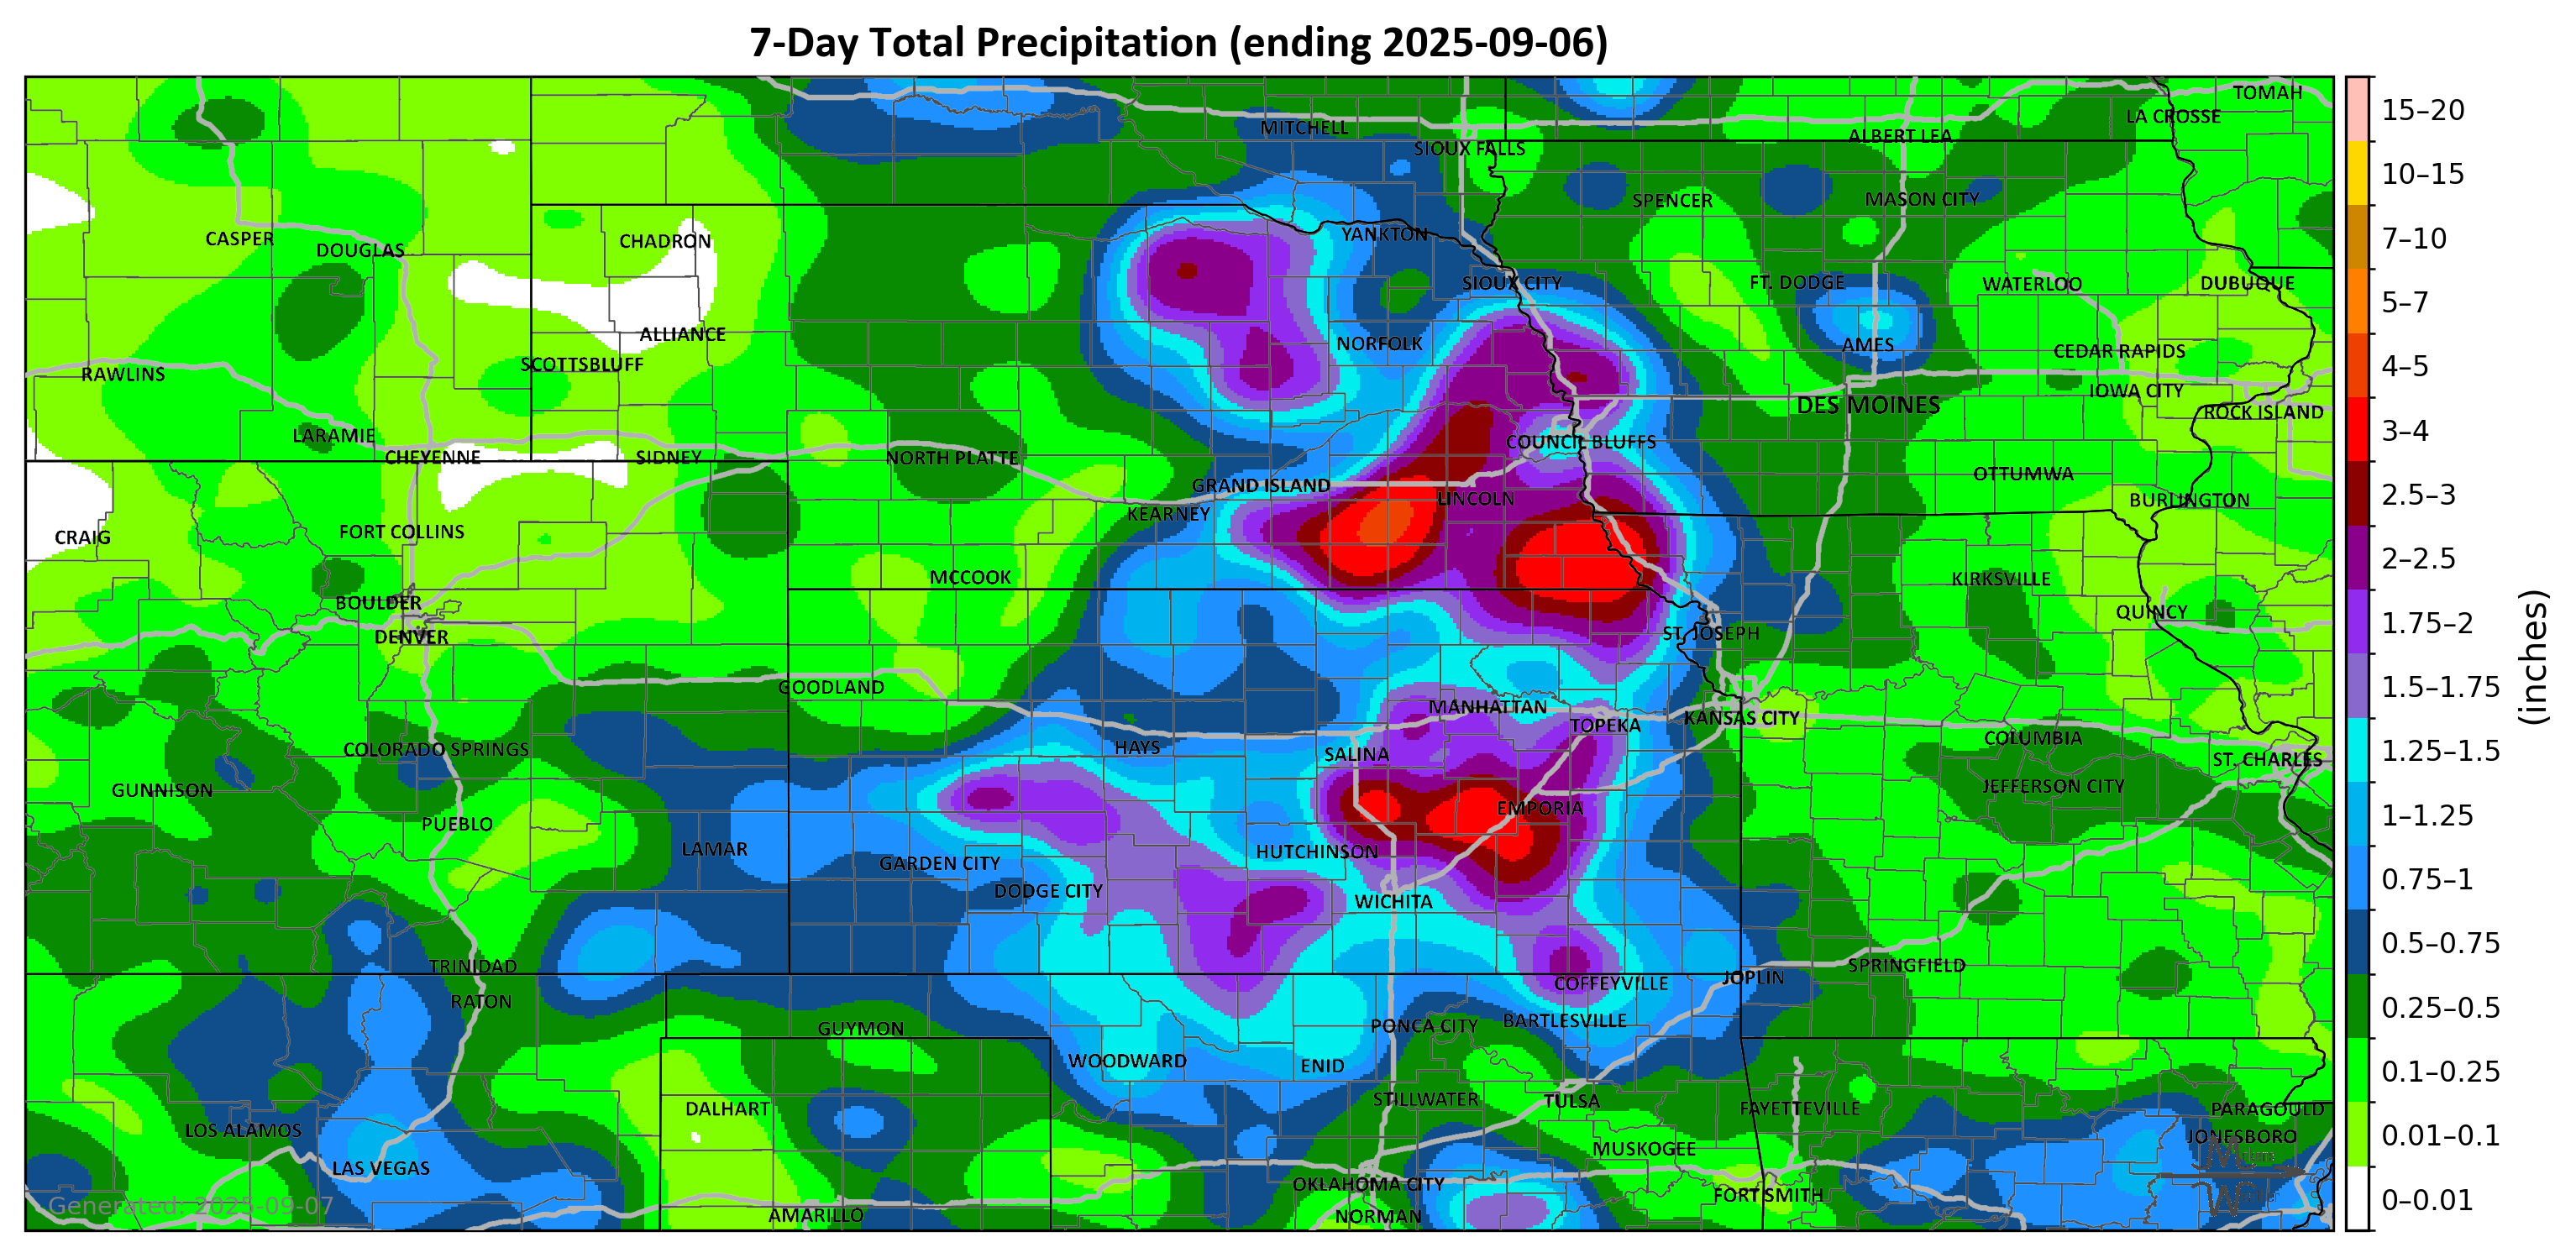 7-Day Total Precipitation (ending 2025-09-06)
TOMAH
LA CROSSE
MITCHELL
ALBERT LEA
SIOUX FALLS
SPENCER
MASON CITY
CASPER
DOUGLAS
CHADRON
YANKTON
SIOUX CITY
FT. DODGE
WATERLOO
DUBUQUE
ALLIANCE
NORFOLK
AMES
CEDAR RAPIDS
SCOTTSBLUFF
RAWLINS
IOWA CITY
DES MOINES
ROCK ISLAND
LARAMIE
COUNCIL BLUFFS
CHEYENNE
SIDNEY
NORTH PLATTE
OTTUMWA
GRAND ISLAND
LINCOLN
BURLINGTON
KEARNEY
CRAIG
FORT COLLINS
MCCOOK
KIRKSVILLE
BOULDER
QUINCY
DENVER
ST. JOSEPH
GOODLAND
MANHATTAN
TOPEKA
KANSAS CITY
COLUMBIA
COLORADO SPRINGS
HAYS
SALINA
ST. CHARLES
GUNNISON
JEFFERSON CITY
EMPORIA
PUEBLO
LAMAR
HUTCHINSON
GARDEN CITY
DODGE CITY
WICHITA
TRINIDAD
SPRINGFIELD
JOPLIN
COFFEYVILLE
RATON
BARTLESVILLE
PONCA CITY
GUYMON
WOODWARD
ENID
STILLWATER
TULSA
DALHART
FAYETTEVILLE
PARAGOULD
LOS ALAMOS
JONESBORO
MUSKOGEE
LAS VEGAS
OKLAHOMA CITY
FORT SMITH
AMARILLO
NORMAN
Generated: 2025-09-07
15–20
10–15
7–10
5–7
4–5
3–4
2.5–3
2–2.5
1.75–2
1.5–1.75
1.25–1.5
1–1.25
0.75–1
0.5–0.75
0.25–0.5
0.1–0.25
0.01–0.1
0–0.01
(inches)